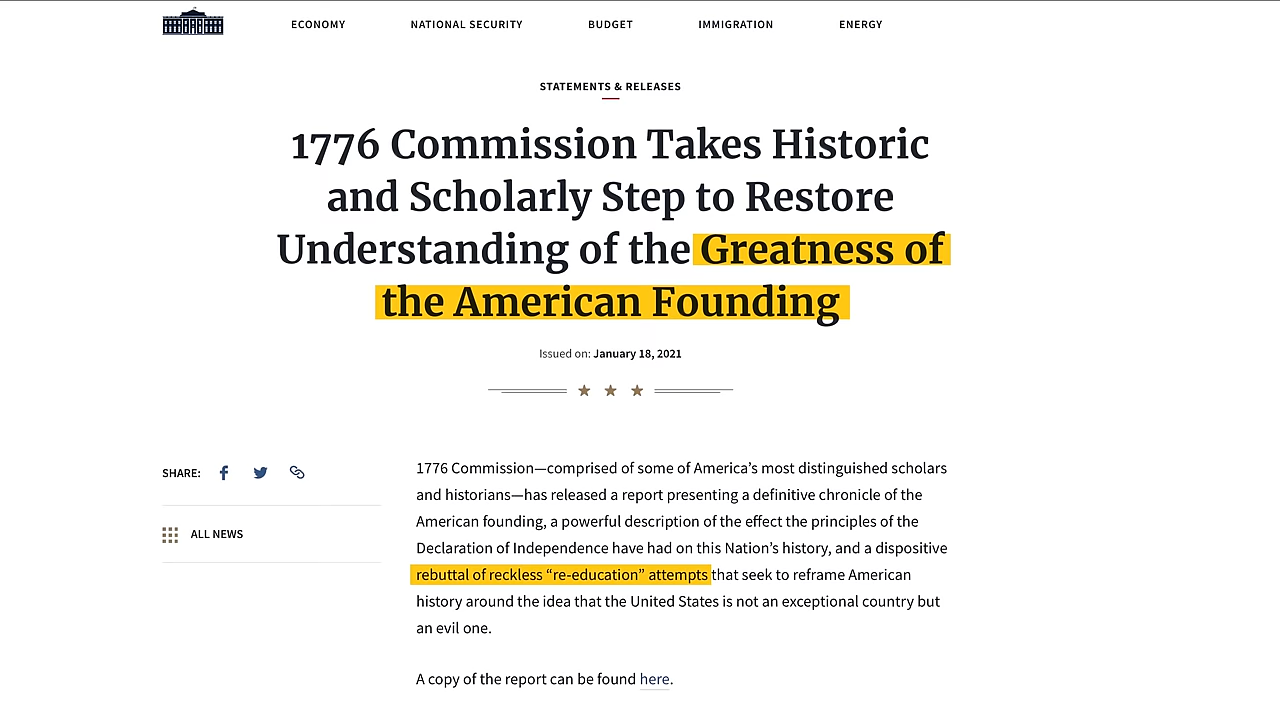 ECONOMY NATIONAL SECURITY BUDGET IMMIGRATION ENERGY
STATEMENTS & RELEASES
1776 Commission Takes Historic
and Scholarly Step to Restore
Understanding of the Greatness of
the American Founding
Issued on: January 18, 2021
SHARE:
ALL NEWS
1776 Commission—comprised of some of America’s most distinguished scholars
and historians—has released a report presenting a definitive chronicle of the
American founding, a powerful description of the effect the principles of the
Declaration of Independence have had on this Nation’s history, and a dispositive
rebuttal of reckless “re-education” attempts that seek to reframe American
history around the idea that the United States is not an exceptional country but
an evil one.
A copy of the report can be found here.